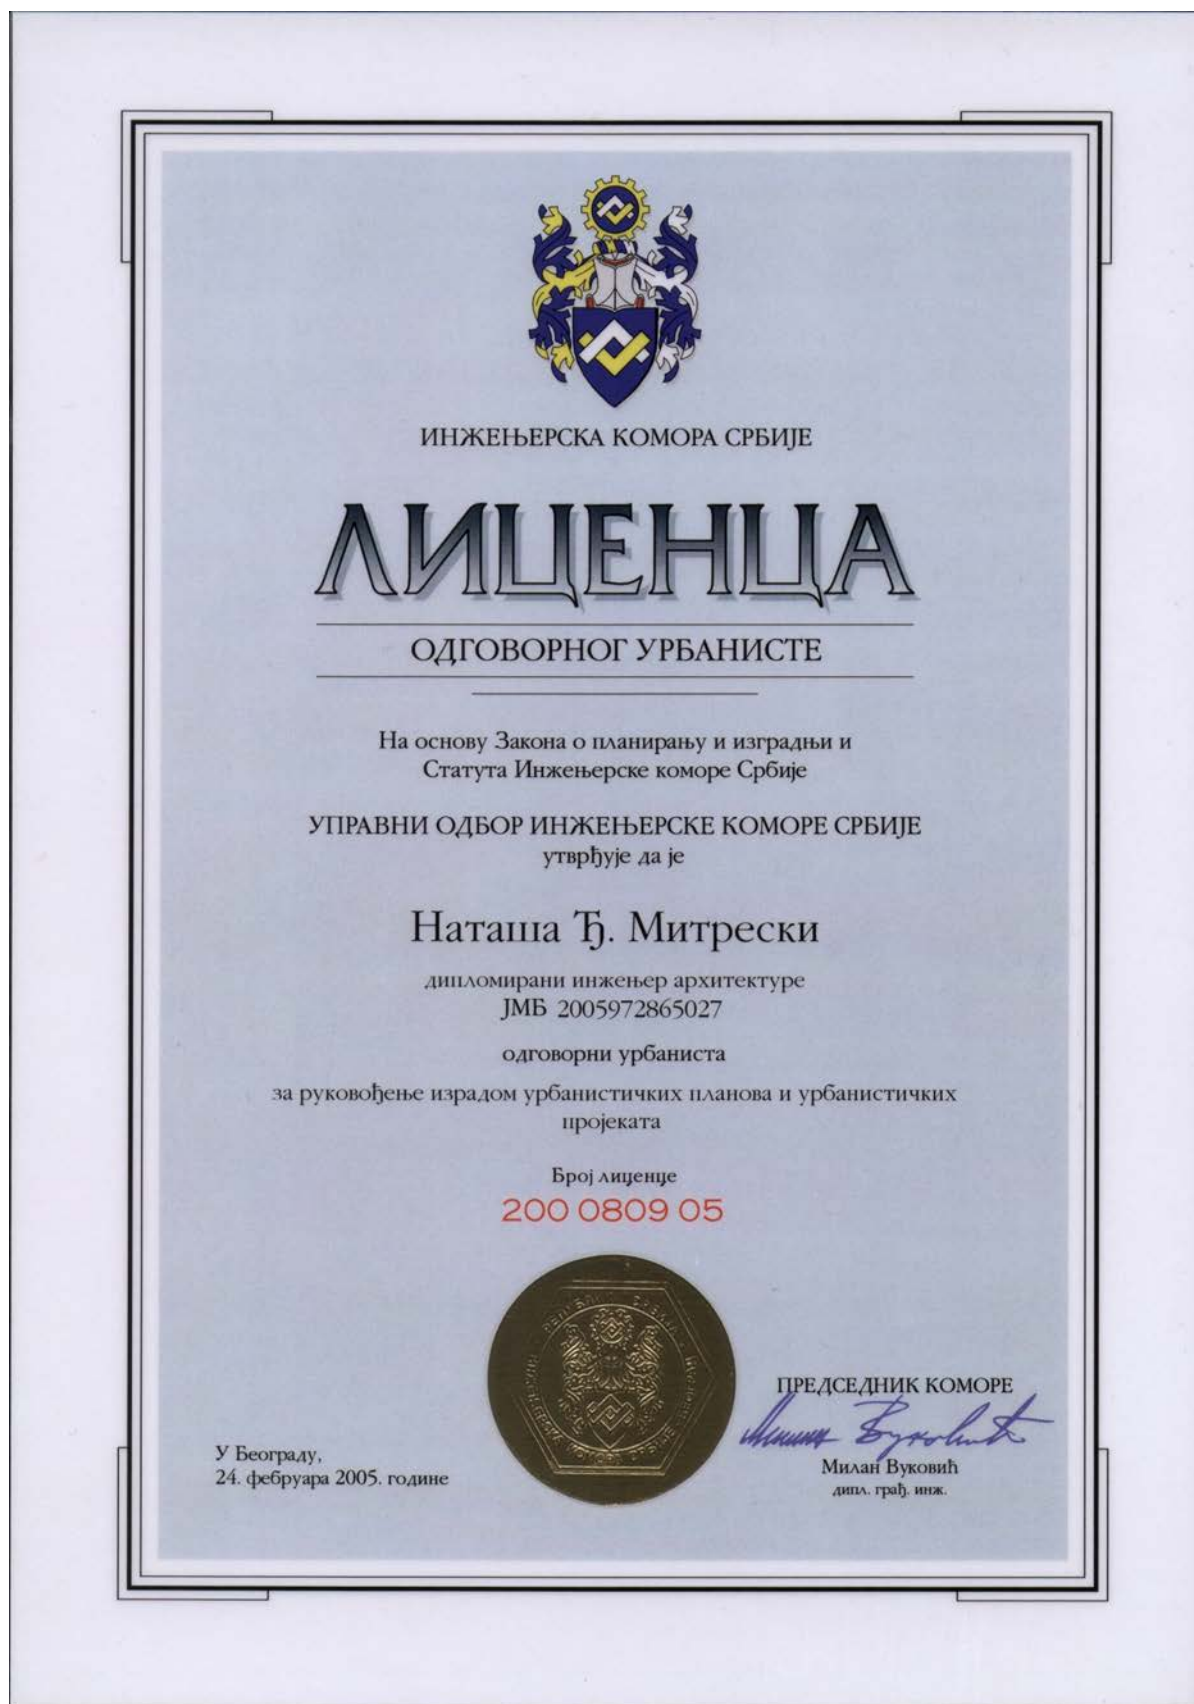 ИНЖЕЊЕРСКА КОМОРА СРБИЈЕ
ЛИЦЕНЦА
ОДГОВОРНОГ УРБАНИСТЕ
На основу Закона о планирању и изградњи и
Статута Инжењерске коморе Србије
УПРАВНИ ОДБОР ИНЖЕЊЕРСКЕ КОМОРЕ СРБИЈЕ
утврђује да је
Наташа Ђ. Митрески
дипломирани инжењер архитектуре
ЈМБ 2005972865027
одговорни урбаниста
за руковођење израдом урбанистичких планова и урбанистичких
пројеката
Број лиценце
200 0809 05
У Београду,
24. фебруара 2005. године
ПРЕДСЕДНИК КОМОРЕ
Милан Вуковић
дипл. грађ. инж.